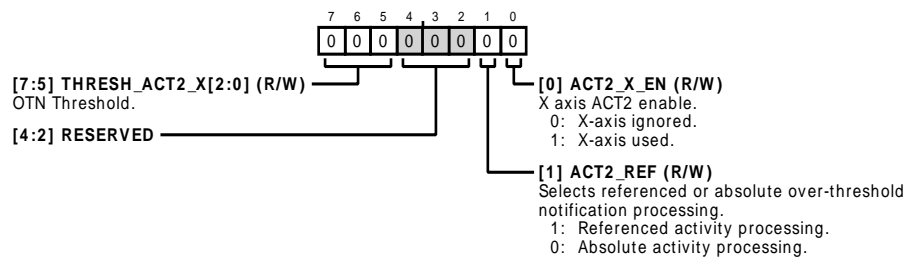 7 6 5 4 3 2 1 0
0 0 0 0 0 0 0 0
[7:5] THRESH_ACT2_X[2:0] (R/W)
OTN Threshold.
[4:2] RESERVED
[0] ACT2_X_EN (R/W)
X axis ACT2 enable.
0: X-axis ignored.
1: X-axis used.
[1] ACT2_REF (R/W)
Selects referenced or absolute over-threshold
notification processing.
1: Referenced activity processing.
0: Absolute activity processing.